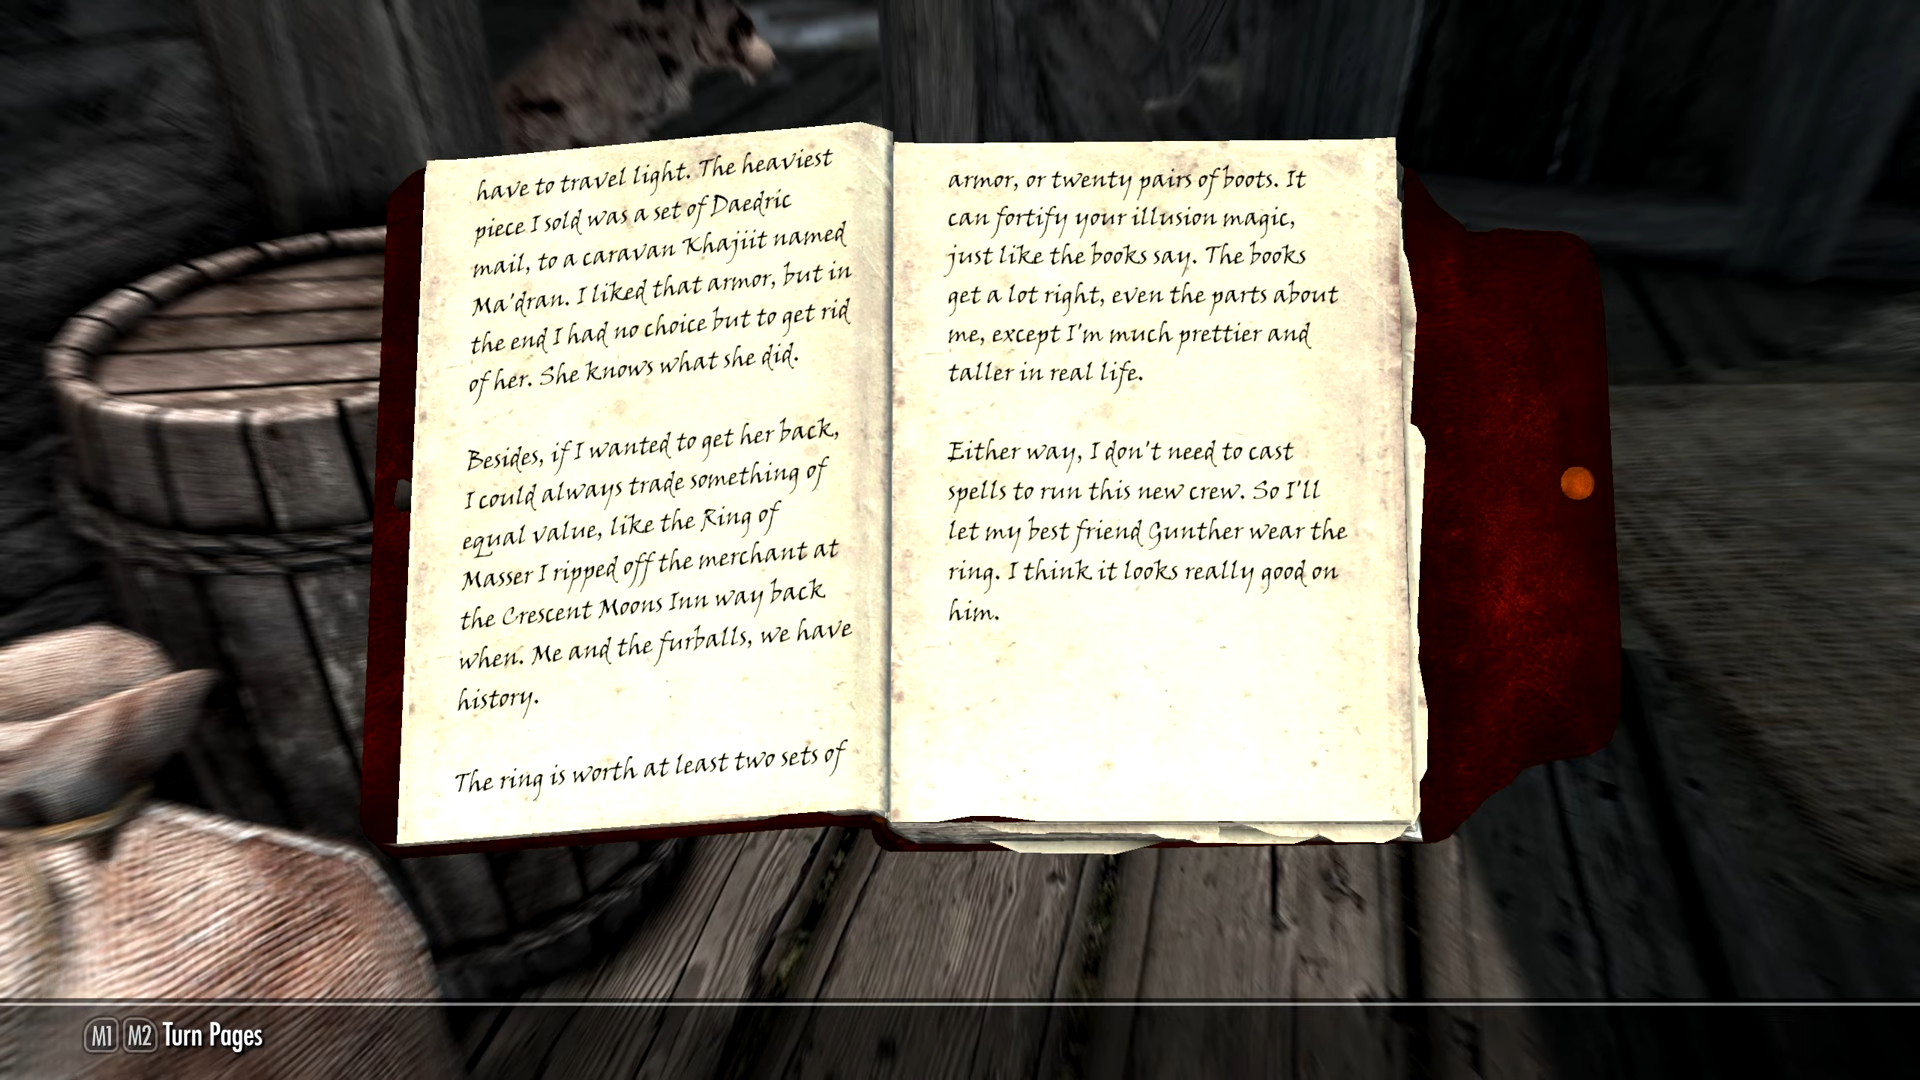 have to travel light. The heaviest
piece I sold was a set of Daedric
mail, to a caravan Khajiit named
Ma'dran. I liked that armor, but in
the end I had no choice but to get rid
of her. She knows what she did.
Besides, if I wanted to get her back,
I could always trade something of
equal value, like the Ring of
Masser I ripped off the merchant at
the Crescent Moons Inn way back
when. Me and the furballs, we have
history.
The ring is worth at least two sets of
armor, or twenty pairs of boots. It
can fortify your illusion magic,
just like the books say. The books
get a lot right, even the parts about
me, except I'm much prettier and
taller in real life.
Either way, I don't need to cast
spells to run this new crew. So I'll
let my best friend Gunther wear the
ring. I think it looks really good on
him.
M1 M2 Turn Pages